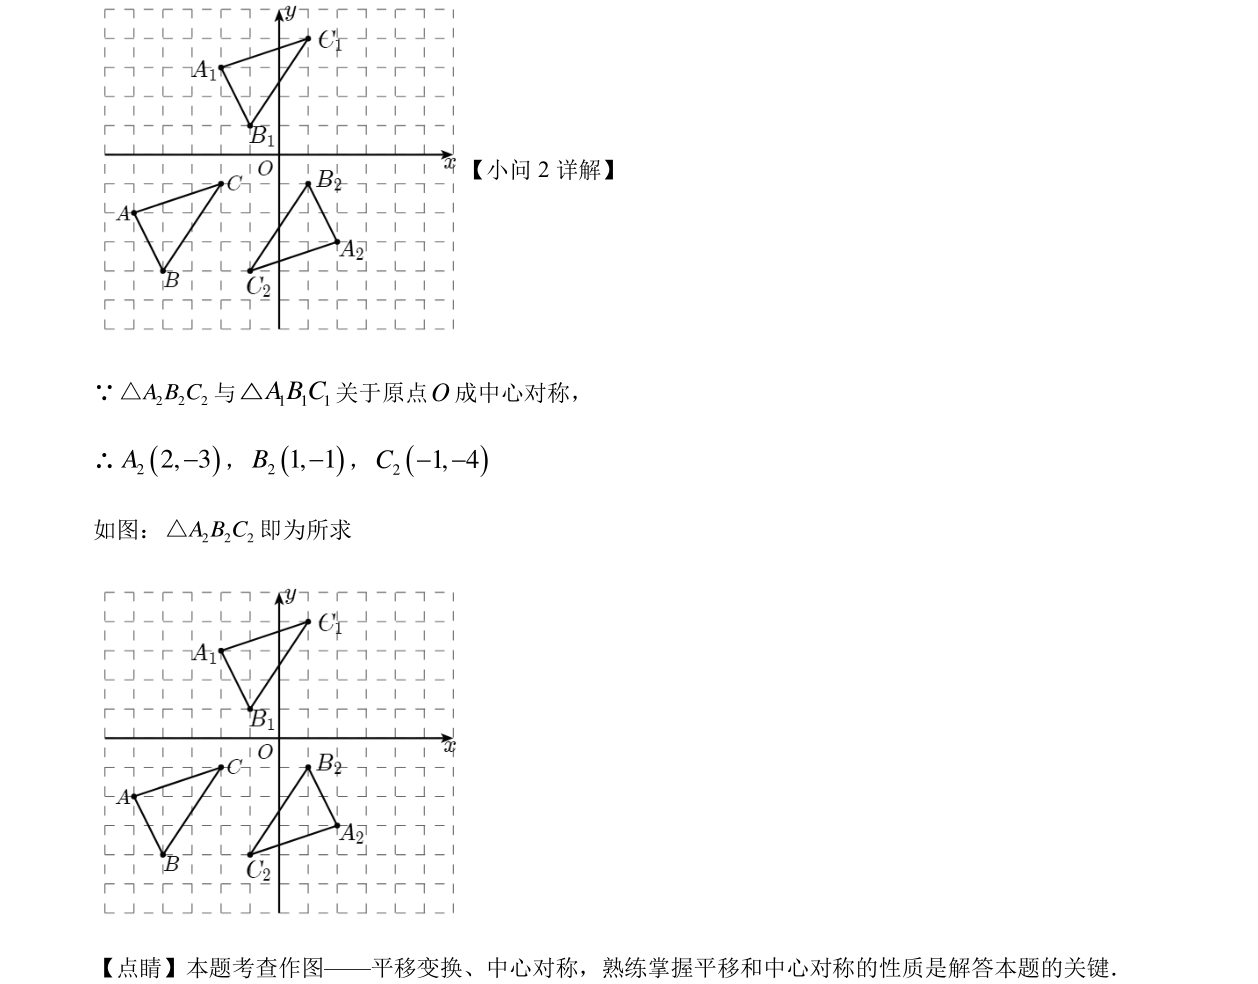 y
C₁
A₁
B₁
O
x
【小问 2 详解】
C
B₂
A
A₂
B
C₂
∵ △A₂B₂C₂ 与 △A₁B₁C₁ 关于原点 O 成中心对称，
∴ A₂(2,−3)，B₂(1,−1)，C₂(−1,−4)
如图：△A₂B₂C₂ 即为所求
y
C₁
A₁
B₁
O
x
C
B₂
A
A₂
B
C₂
【点睛】本题考查作图——平移变换、中心对称，熟练掌握平移和中心对称的性质是解答本题的关键．